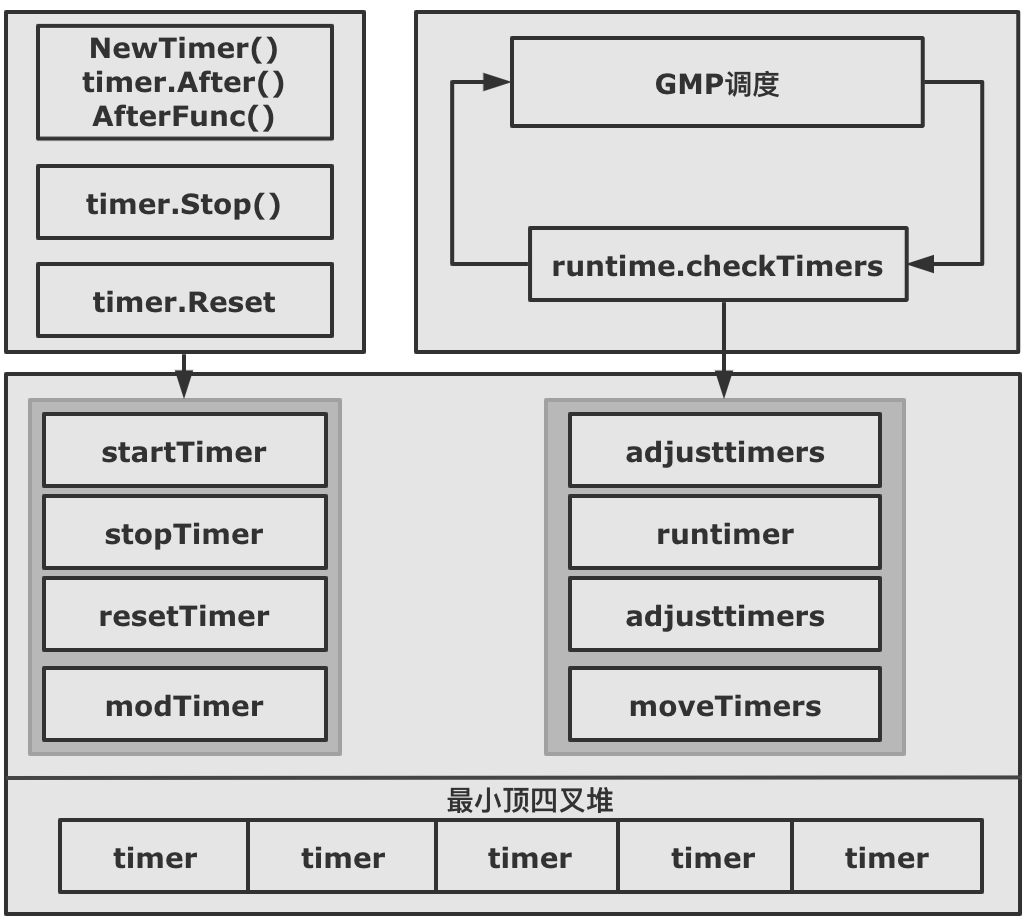 NewTimer()
timer.After()
AfterFunc()
timer.Stop()
timer.Reset
GMP调度
runtime.checkTimers
startTimer
stopTimer
resetTimer
modTimer
adjusttimers
runtimer
adjusttimers
moveTimers
最小顶四叉堆
timer timer timer timer timer